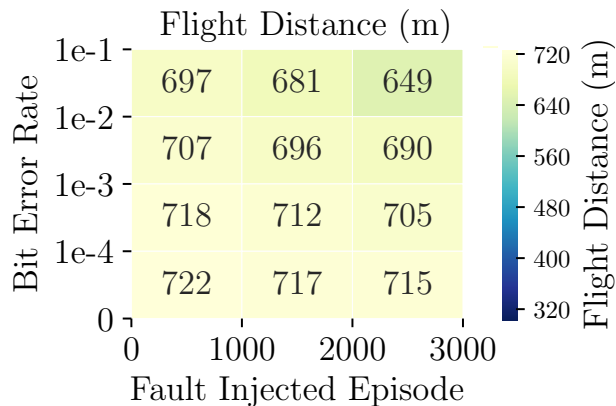 Flight Distance (m)
1e-1
697 681 649
1e-2
707 696 690
1e-3
718 712 705
1e-4
722 717 715
0
0 1000 2000 3000
Fault Injected Episode
Bit Error Rate
720
640
560
480
400
320
Flight Distance (m)